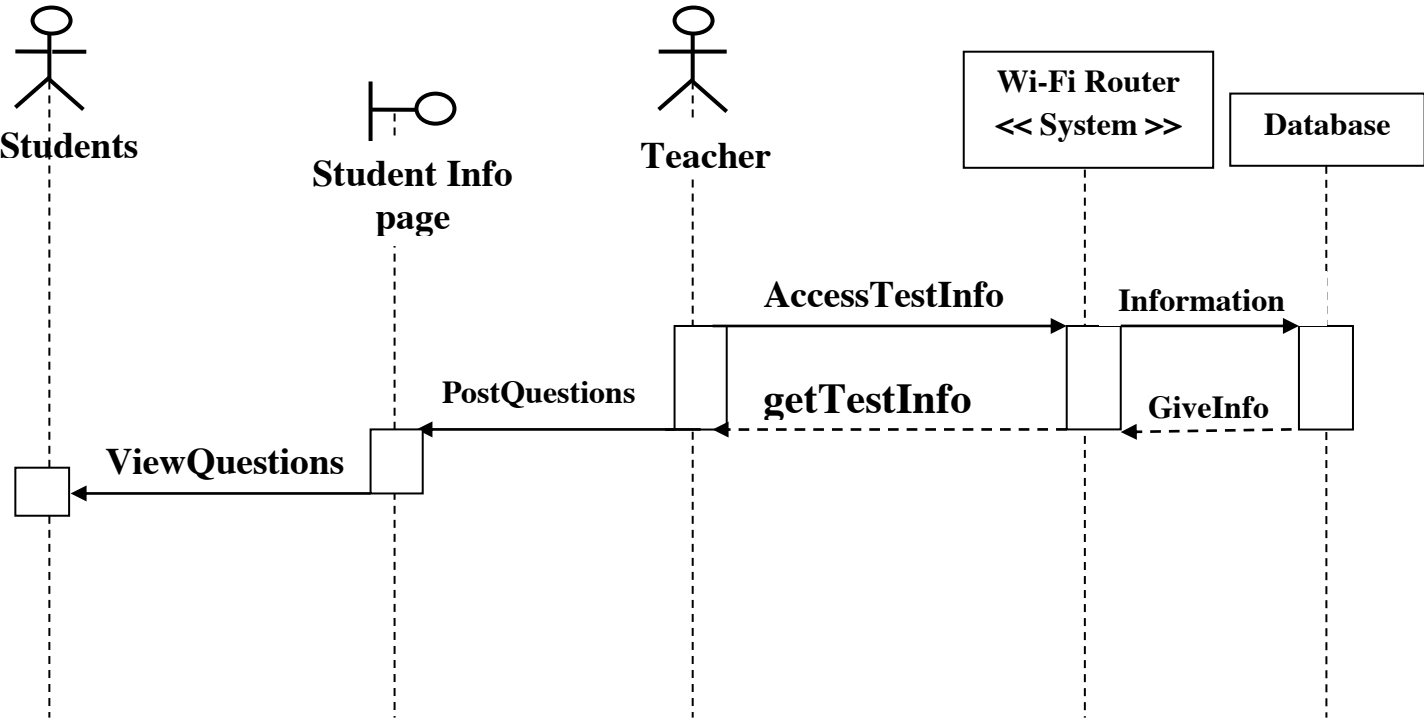 Students
Student Info
page
Teacher
Wi-Fi Router
<< System >>
Database
AccessTestInfo
Information
PostQuestions
getTestInfo
GiveInfo
ViewQuestions